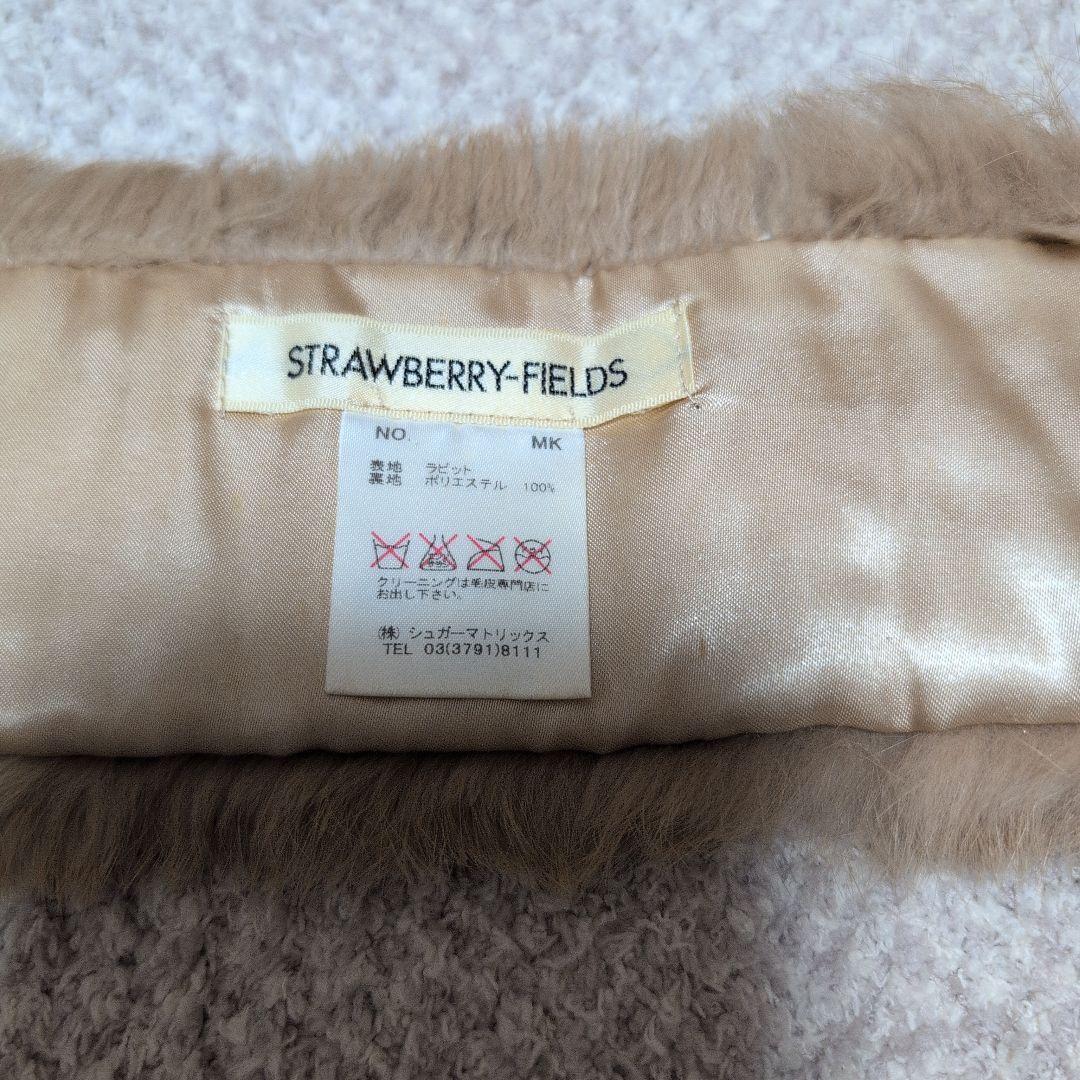 STRAWBERRY-FIELDS
NO. MK
表地 ラビット
裏地 ポリエステル 100%
クリーニングは毛皮専門店に
お出し下さい。
(株) シュガーマトリックス
TEL 03(3791)8111